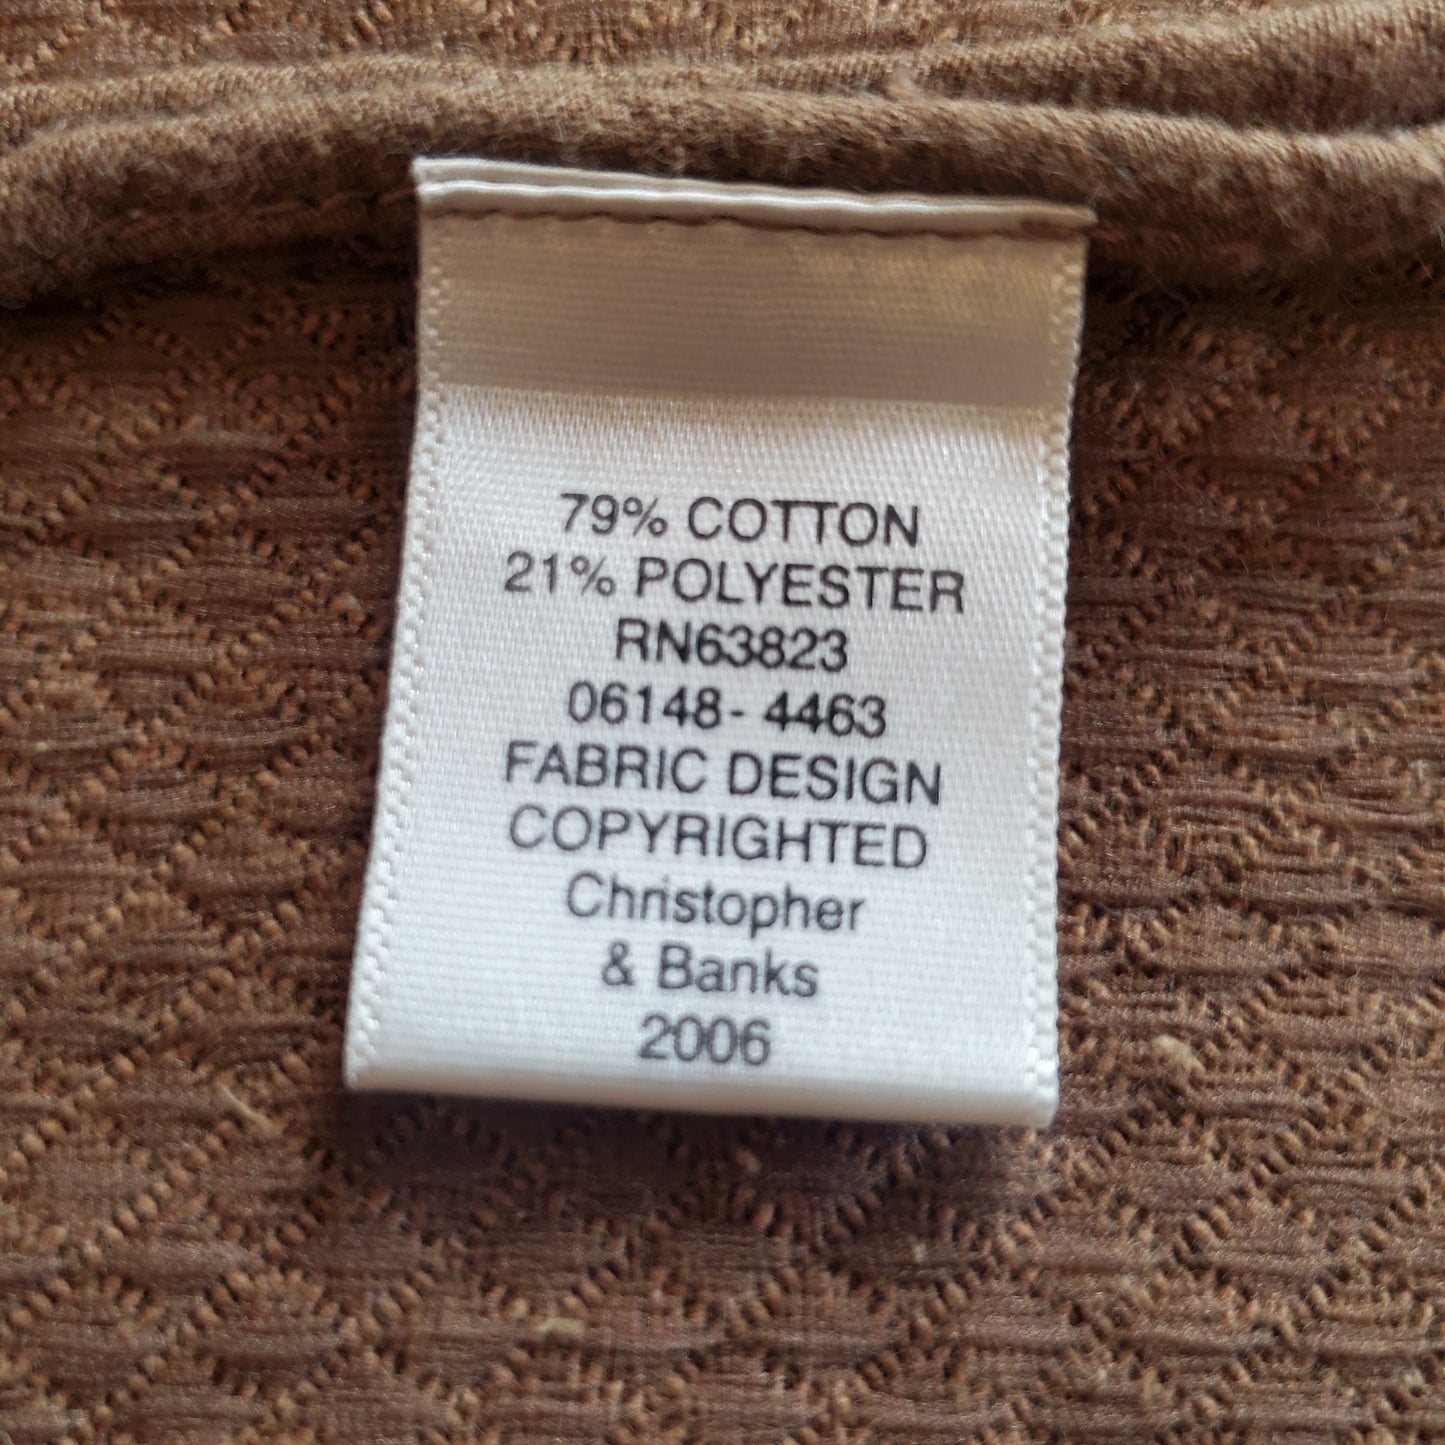 79% COTTON
21% POLYESTER
RN63823
06148- 4463
FABRIC DESIGN
COPYRIGHTED
Christopher
& Banks
2006